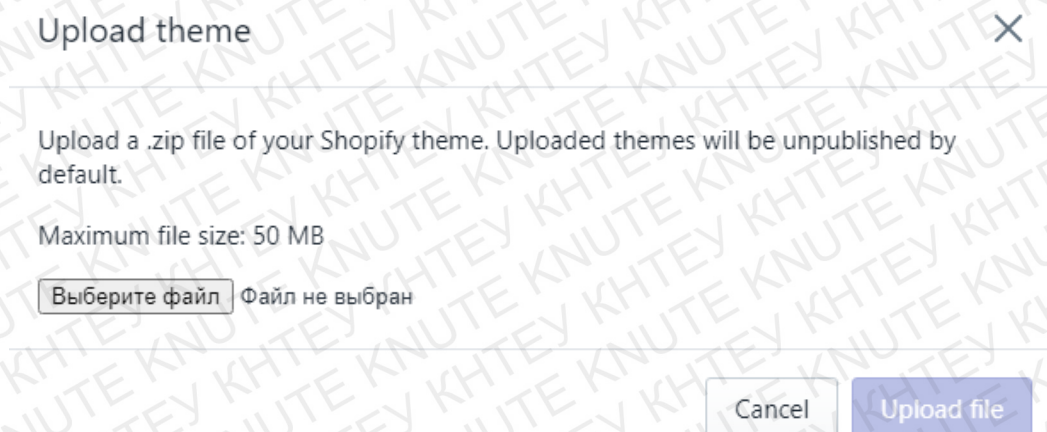 Upload theme
Upload a .zip file of your Shopify theme. Uploaded themes will be unpublished by
default.
Maximum file size: 50 MB
Выберите файл Файл не выбран
Cancel Upload file